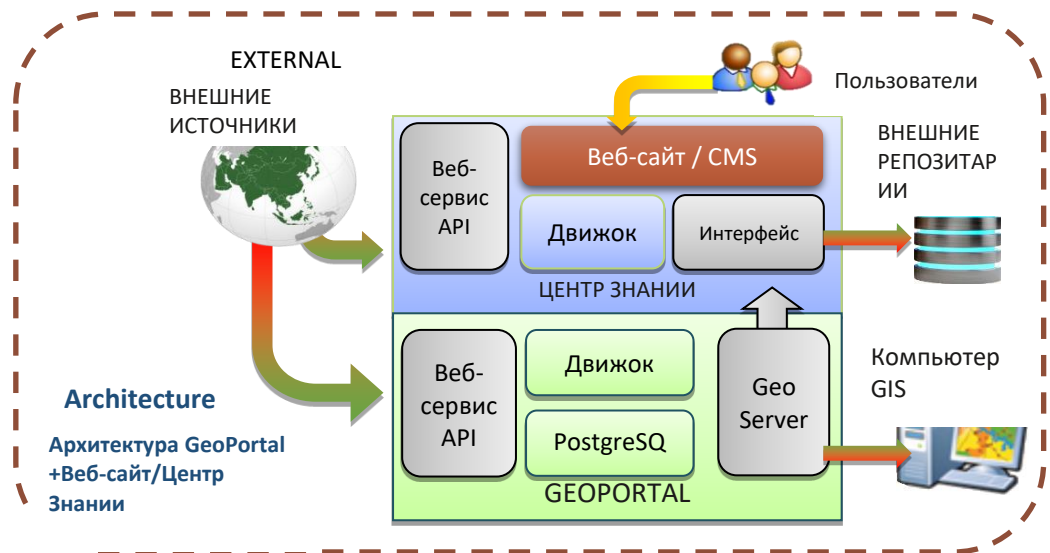 EXTERNAL
ВНЕШНИЕ
ИСТОЧНИКИ
Пользователи
ВНЕШНИЕ
РЕПОЗИТАР
ИИ
Веб-
сервис
API
Веб-сайт / CMS
Движок
Интерфейс
ЦЕНТР ЗНАНИИ
Веб-
сервис
API
Движок
PostgreSQ
Geo
Server
GEOPORTAL
Компьютер
GIS
Architecture
Архитектура GeoPortal
+Веб-сайт/Центр
Знании